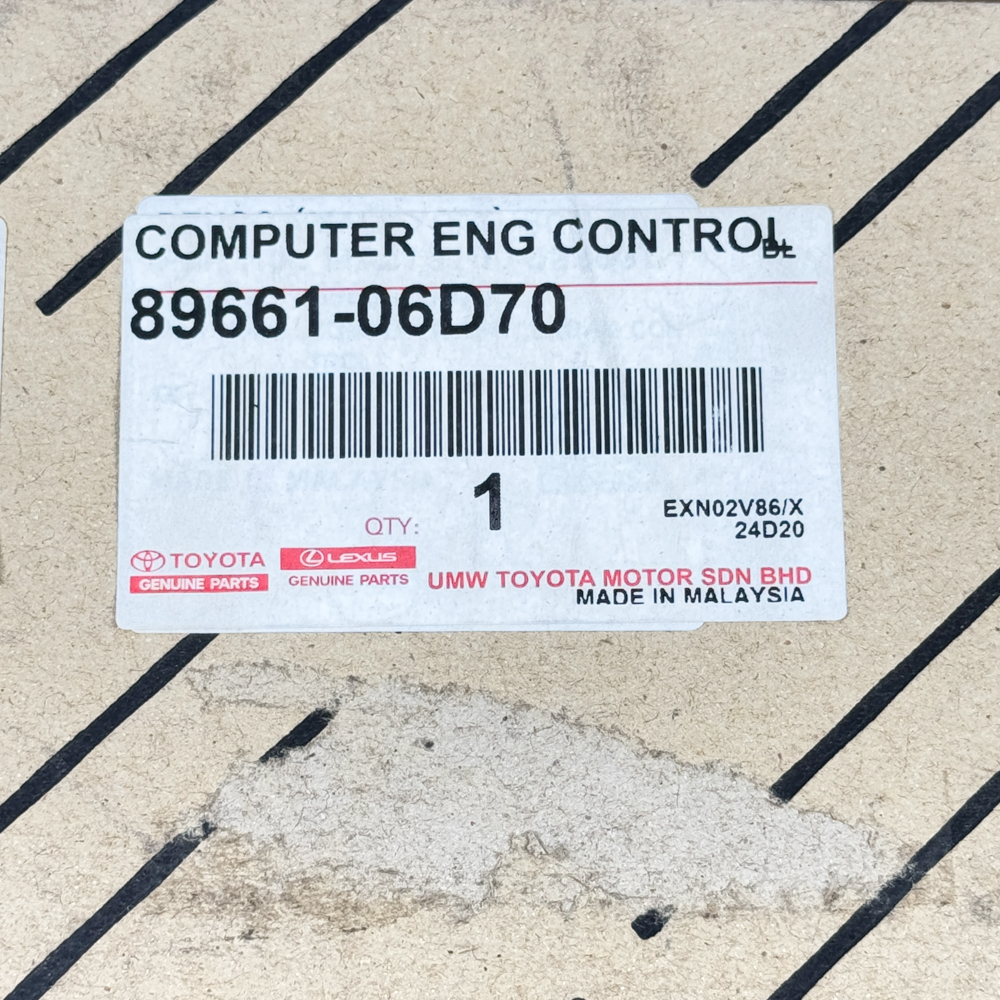 COMPUTER ENG CONTROL
DL
89661-06D70
1
QTY:
EXN02V86/X
24D20
TOYOTA
GENUINE PARTS
LEXUS
GENUINE PARTS
UMW TOYOTA MOTOR SDN BHD
MADE IN MALAYSIA